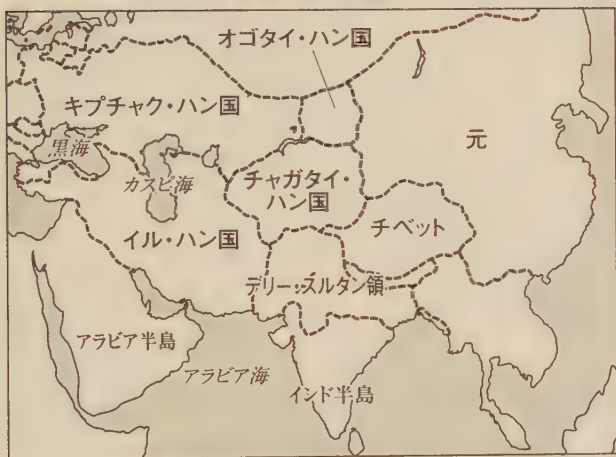 オゴタイ・ハン国
キプチャク・ハン国
元
黒海
カスピ海
チャガタイ・
ハン国
チベット
イル・ハン国
デリー・スルタン領
アラビア半島
アラビア海
インド半島